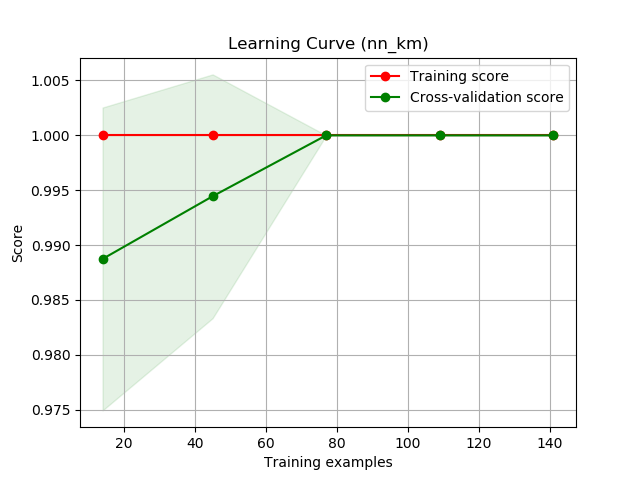 Learning Curve (nn_km)
Training score
Cross-validation score
1.005
1.000
0.995
0.990
0.985
0.980
0.975
Score
20 40 60 80 100 120 140
Training examples